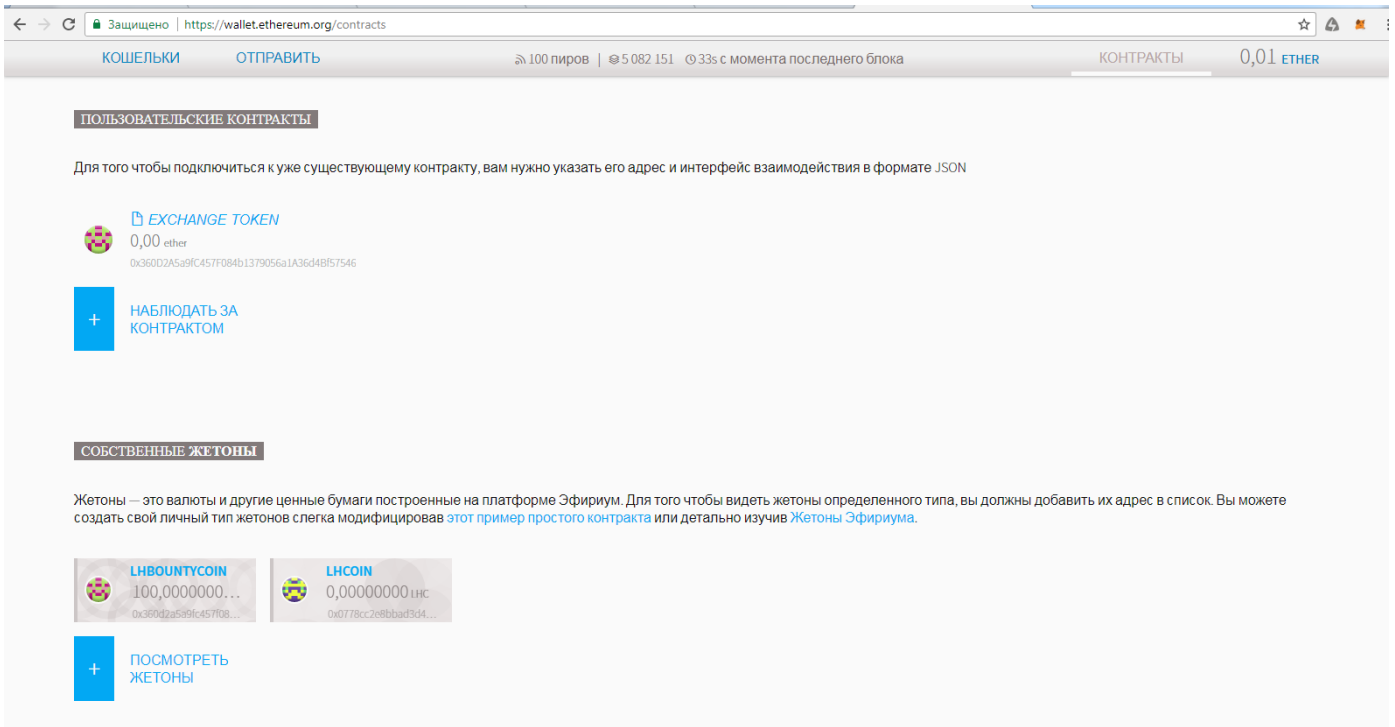 Защищено | https://wallet.ethereum.org/contracts
КОШЕЛЬКИ ОТПРАВИТЬ 100 пиров | 5 082 151 33s с момента последнего блока КОНТРАКТЫ 0,01 ETHER
ПОЛЬЗОВАТЕЛЬСКИЕ КОНТРАКТЫ
Для того чтобы подключиться к уже существующему контракту, вам нужно указать его адрес и интерфейс взаимодействия в формате JSON
EXCHANGE TOKEN
0,00 ether
0x360D2A5a9fC457F084b1379056a1A36d4Bf57546
+ НАБЛЮДАТЬ ЗА
КОНТРАКТОМ
СОБСТВЕННЫЕ ЖЕТОНЫ
Жетоны — это валюты и другие ценные бумаги построенные на платформе Эфириум. Для того чтобы видеть жетоны определенного типа, вы должны добавить их адрес в список. Вы можете
создать свой личный тип жетонов слегка модифицировав этот пример простого контракта или детально изучив Жетоны Эфириума.
LHBOUNTYCOIN LHCOIN
100,0000000... 0,00000000 LHC
0x360d2a5a9fc457f08... 0x0778cc2e8bbad3d4...
+ ПОСМОТРЕТЬ
ЖЕТОНЫ